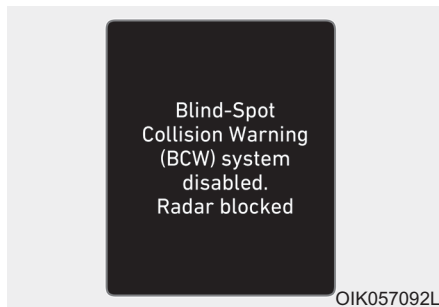 Blind-Spot
Collision Warning
(BCW) system
disabled.
Radar blocked
OIK057092L